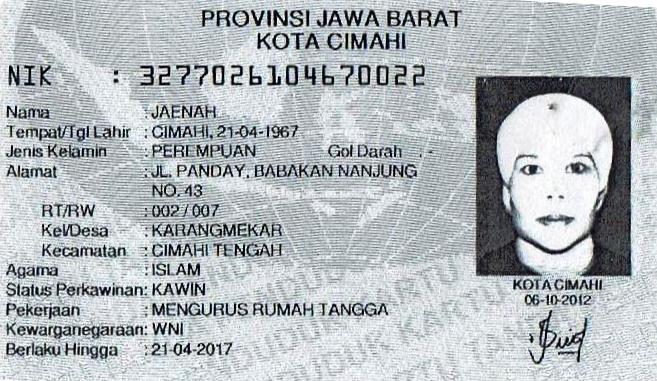 PROVINSI JAWA BARAT
KOTA CIMAHI
NIK : 3277026104670022
Nama : JAENAH
Tempat/Tgl Lahir : CIMAHI, 21-04-1967
Jenis Kelamin : PEREMPUAN Gol Darah : -
Alamat : JL. PANDAY, BABAKAN NANJUNG
NO. 43
RT/RW : 002 / 007
Kel/Desa : KARANGMEKAR
Kecamatan : CIMAHI TENGAH
Agama : ISLAM
Status Perkawinan: KAWIN
Pekerjaan : MENGURUS RUMAH TANGGA
Kewarganegaraan: WNI
Berlaku Hingga : 21-04-2017
KOTA CIMAHI
06-10-2012